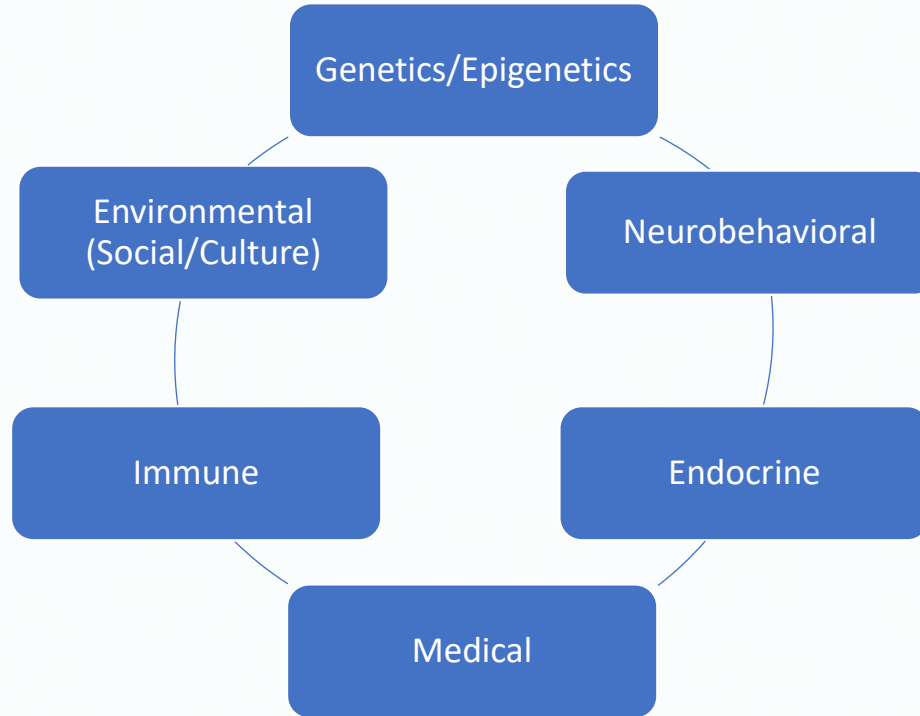 Genetics/Epigenetics
Environmental
(Social/Culture)
Neurobehavioral
Immune
Endocrine
Medical